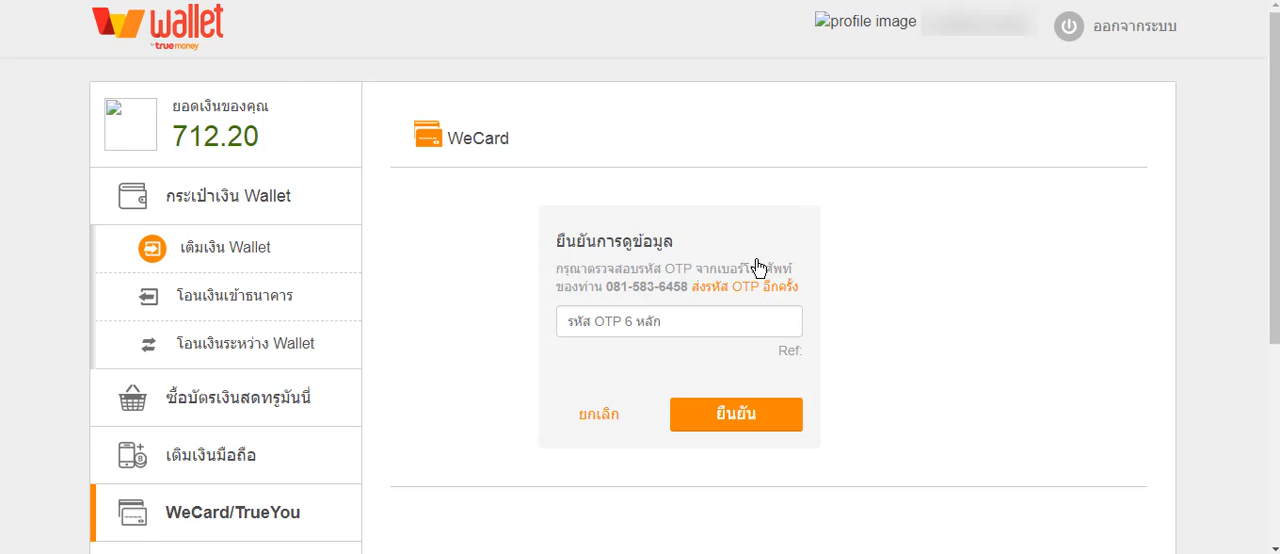 wallet
by truemoney
profile image
ออกจากระบบ
ยอดเงินของคุณ
712.20
กระเป๋าเงิน Wallet
เติมเงิน Wallet
โอนเงินเข้าธนาคาร
โอนเงินระหว่าง Wallet
ซื้อบัตรเงินสดทรูมันนี่
เติมเงินมือถือ
WeCard/TrueYou
WeCard
ยืนยันการดูข้อมูล
กรุณาตรวจสอบรหัส OTP จากเบอร์โทรศัพท์
ของท่าน 081-583-6458 ส่งรหัส OTP อีกครั้ง
รหัส OTP 6 หลัก
Ref:
ยกเลิก
ยืนยัน